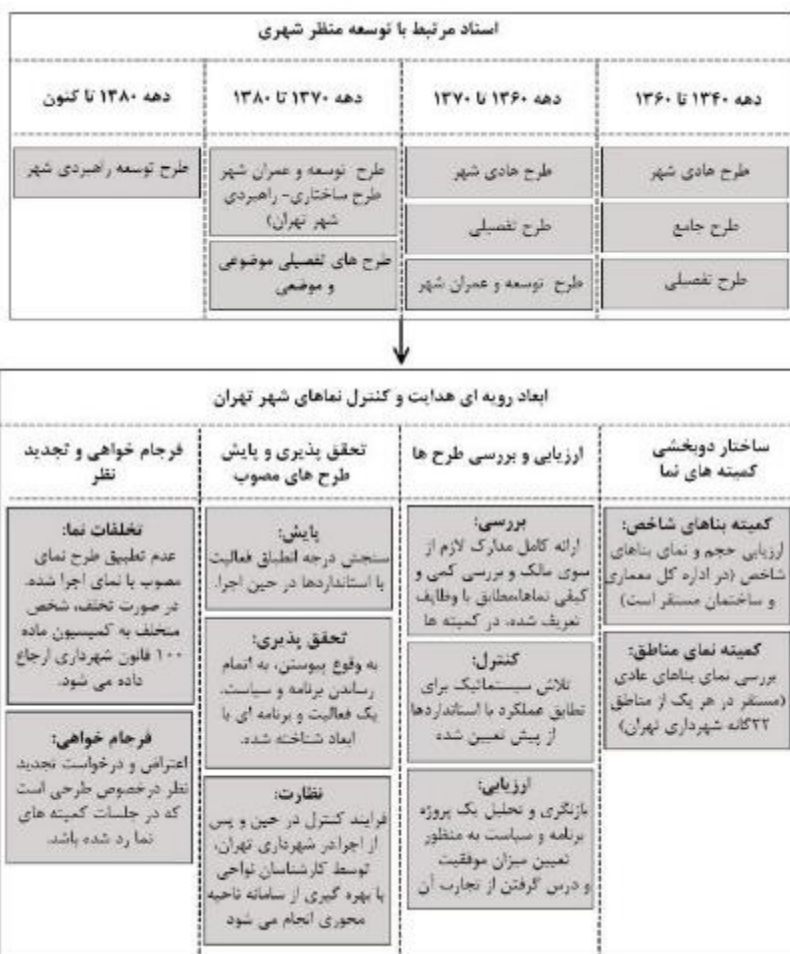 اسناد مرتبط با توسعه منظر شهری
دهه ۱۳۴۰ تا ۱۳۶۰
طرح هادی شهر
طرح جامع
طرح تفصیلی
دهه ۱۳۶۰ تا ۱۳۷۰
طرح هادی شهر
طرح تفصیلی
طرح توسعه و عمران شهر
دهه ۱۳۷۰ تا ۱۳۸۰
طرح توسعه و عمران شهر
طرح ساختاری- راهبردی
شهر تهران)
طرح های تفصیلی موضوعی
و موضعی
دهه ۱۳۸۰ تا کنون
طرح توسعه راهبردی شهر
ابعاد رویه ای هدایت و کنترل نماهای شهر تهران
ساختار دوبخشی
کمیته های نما
کمیته بناهای شاخص:
ارزیابی حجم و نمای بناهای
شاخص (در اداره کل معماری
و ساختمان مستقر است)
کمیته نمای مناطق:
بررسی نمای بناهای عادی
(مستقر در هر یک از مناطق
۲۲گانه شهرداری تهران)
ارزیابی و بررسی طرح ها
بررسی:
ارائه کامل مدارک لازم از
سوی مالک و بررسی کمی و
کیفی نماها،مطابق با وظایف
تعریف شده، در کمیته ها
کنترل:
تلاش سیستماتیک برای
تطابق عملکرد با استانداردها
از پیش تعیین شده
ارزیابی:
بازنگری و تحلیل یک پروژه
برنامه و سیاست به منظور
تعیین میزان موفقیت
و درس گرفتن از تجارب آن
تحقق پذیری و پایش
طرح های مصوب
پایش:
سنجش درجه انطباق فعالیت
با استانداردها در حین اجرا.
تحقق پذیری:
به وقوع پیوستن، به اتمام
رساندن برنامه و سیاست.
یک فعالیت و برنامه ای با
ابعاد شناخته شده.
نظارت:
فرایند کنترل در حین و پس
از اجرادر شهرداری تهران،
توسط کارشناسان نواحی
با بهره گیری از سامانه ناحیه
محوری انجام می شود
فرجام خواهی و تجدید
نظر
تخلفات نما:
عدم تطبیق طرح نمای
مصوب با نمای اجرا شده.
در صورت تخلف، شخص
متخلف به کمیسیون ماده
۱۰۰ قانون شهرداری ارجاع
داده می شود.
فرجام خواهی:
اعتراض و درخواست تجدید
نظر درخصوص طرحی است
که در جلسات کمیته های
نما رد شده باشد.